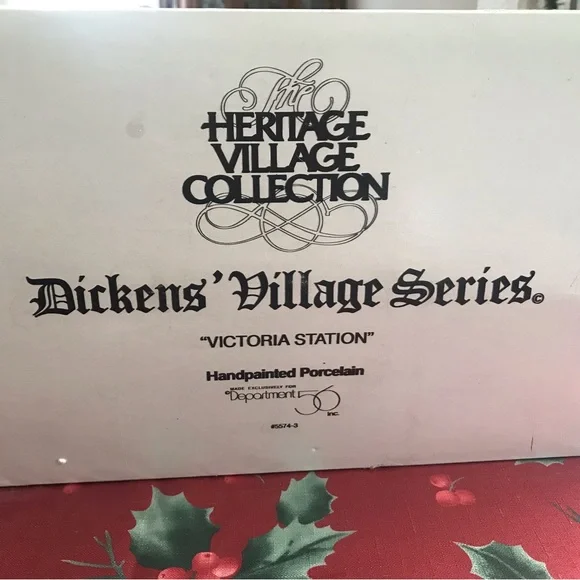 The
HERITAGE
VILLAGE
COLLECTION
Dickens' Village Series©
"VICTORIA STATION"
Handpainted Porcelain
MADE EXCLUSIVELY FOR
©Department 56 inc.
#5574-3